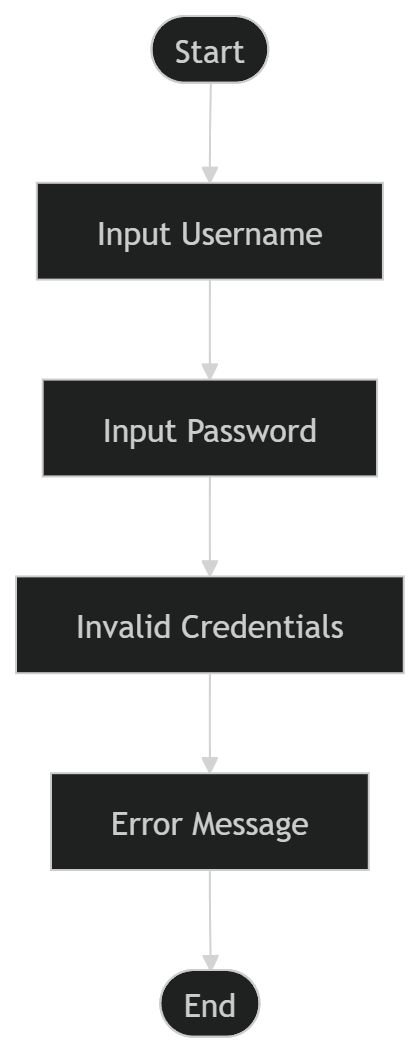 Start
Input Username
Input Password
Invalid Credentials
Error Message
End